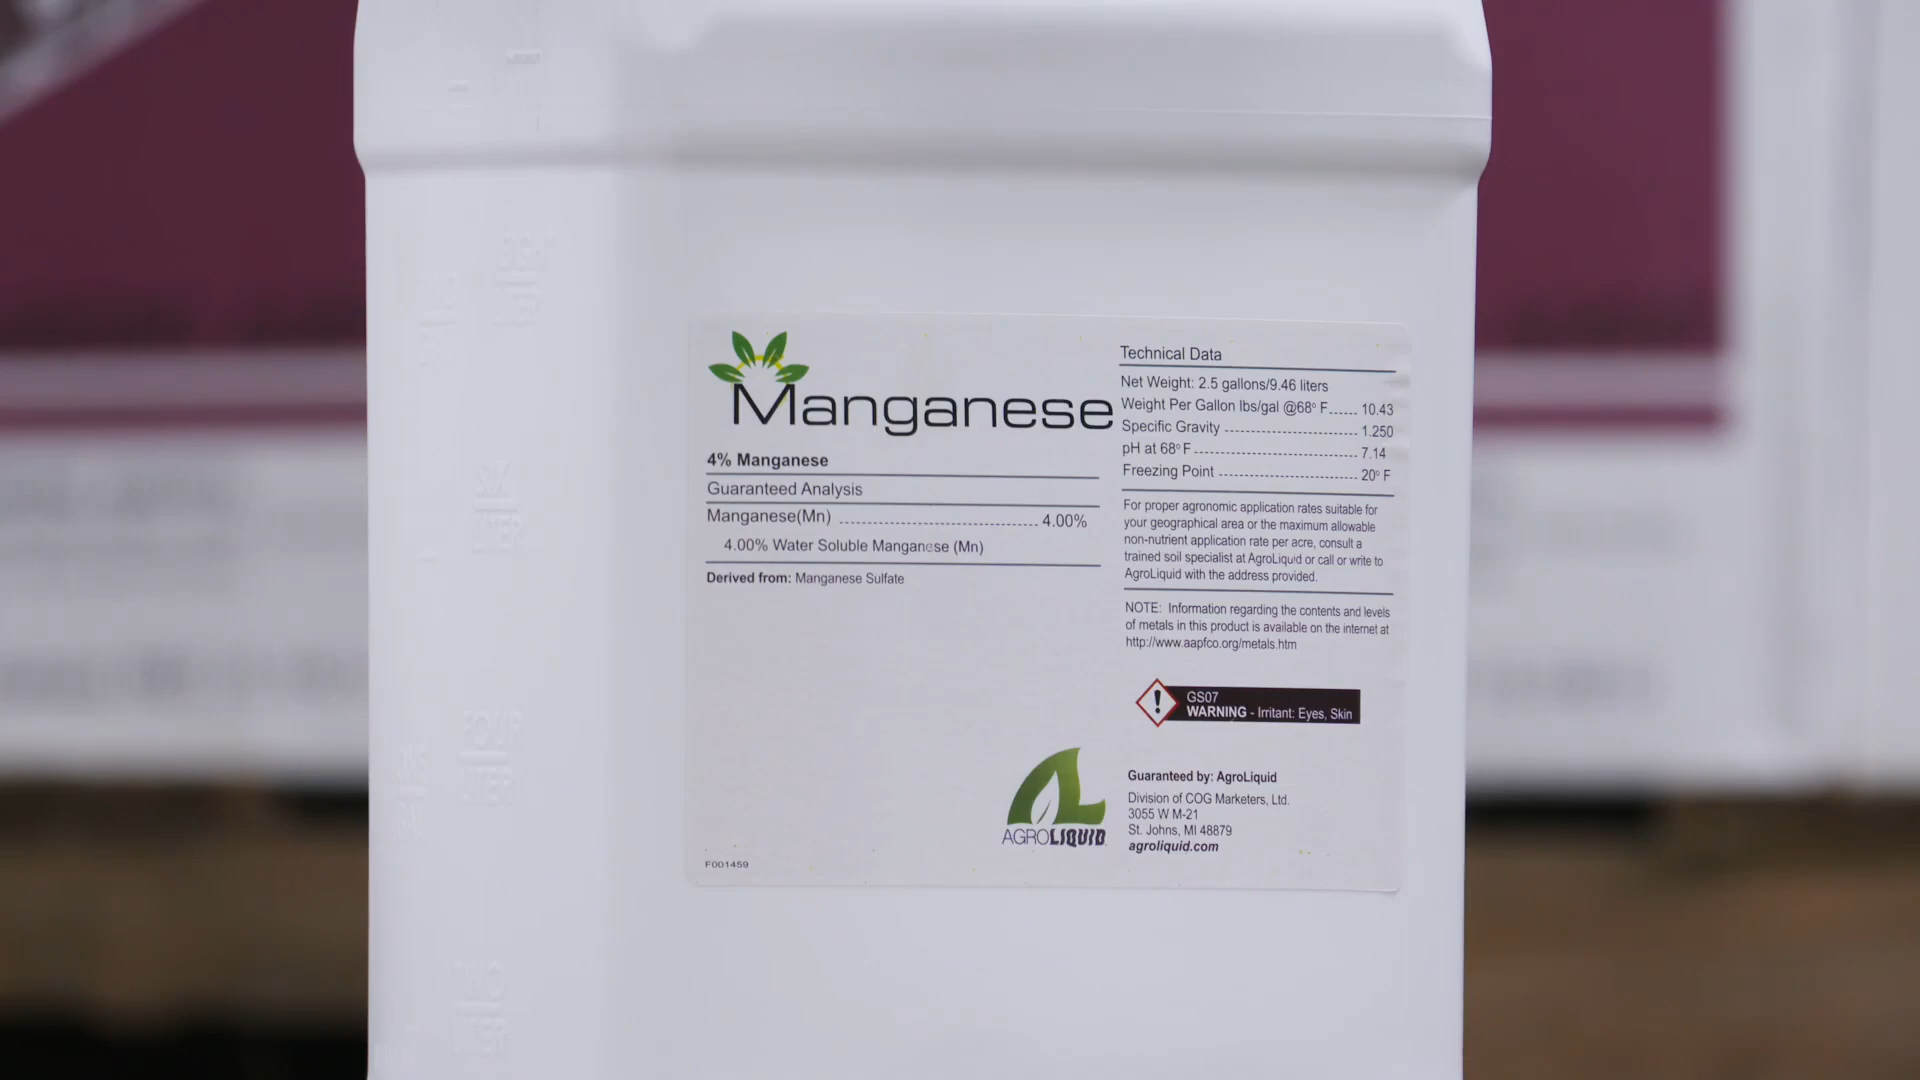 Manganese
4% Manganese
Guaranteed Analysis
Manganese(Mn) ---------------------------------------- 4.00%
4.00% Water Soluble Manganese (Mn)
Derived from: Manganese Sulfate
F001459
AGROLIQUID
Technical Data
Net Weight: 2.5 gallons/9.46 liters
Weight Per Gallon lbs/gal @68° F...... 10.43
Specific Gravity --------------------------- 1.250
pH at 68° F --------------------------------- 7.14
Freezing Point ---------------------------- 20° F
For proper agronomic application rates suitable for
your geographical area or the maximum allowable
non-nutrient application rate per acre, consult a
trained soil specialist at AgroLiquid or call or write to
AgroLiquid with the address provided.
NOTE: Information regarding the contents and levels
of metals in this product is available on the internet at
http://www.aapfco.org/metals.htm
GS07
WARNING - Irritant: Eyes, Skin
Guaranteed by: AgroLiquid
Division of COG Marketers, Ltd.
3055 W M-21
St. Johns, MI 48879
agroliquid.com
SIX
LITER
FOUR
LITER
TWO
LITER